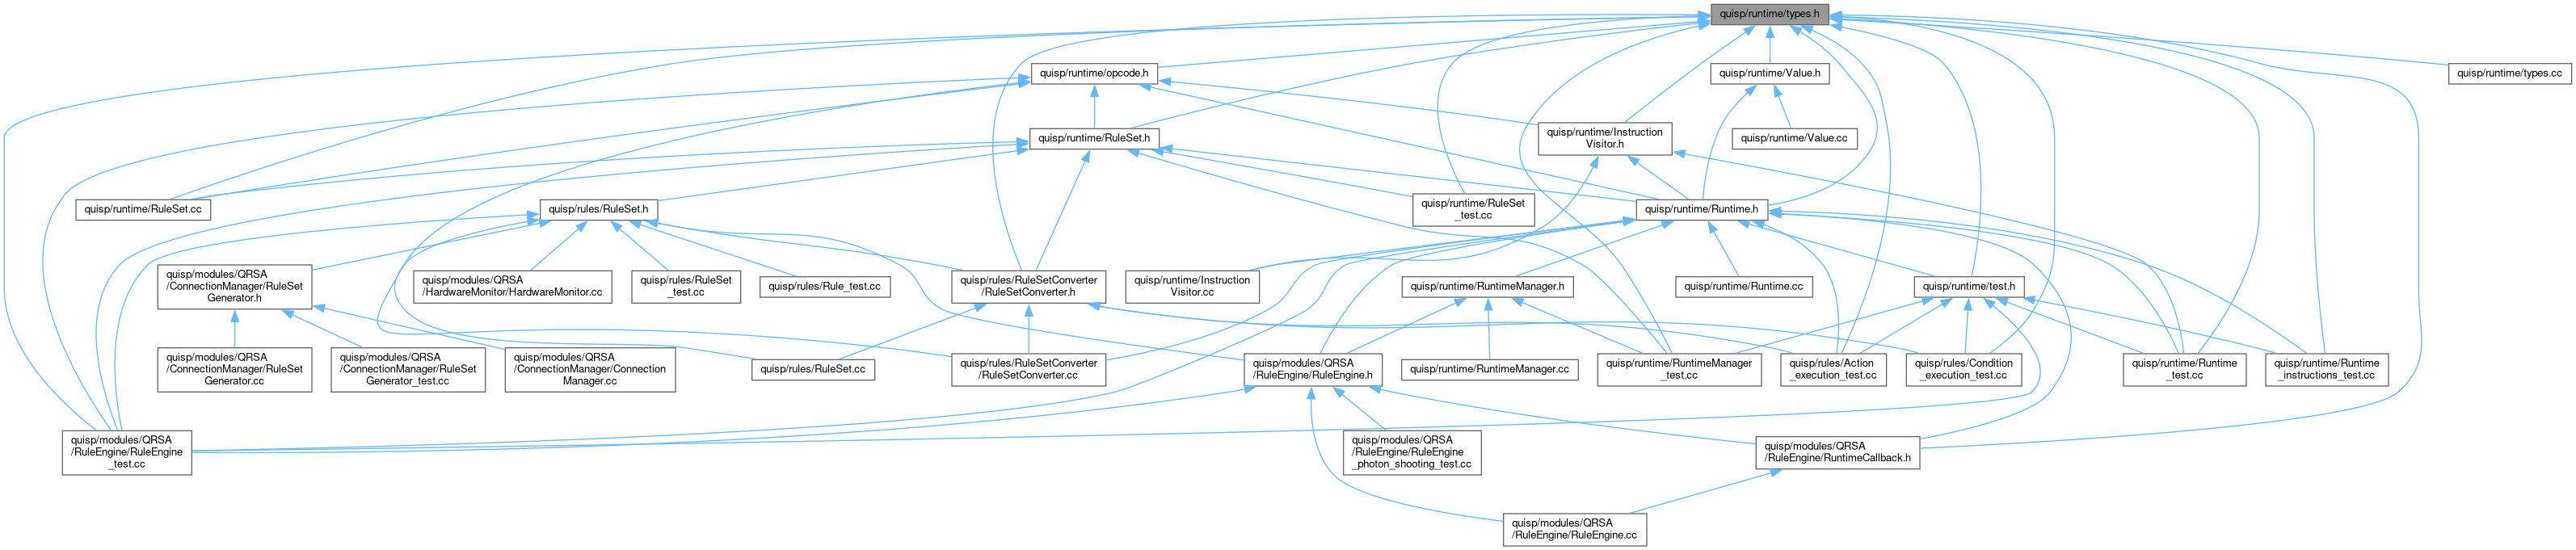 quisp/runtime/types.h
quisp/runtime/opcode.h
quisp/runtime/Value.h
quisp/runtime/types.cc
quisp/runtime/RuleSet.h
quisp/runtime/Instruction
Visitor.h
quisp/runtime/Value.cc
quisp/runtime/RuleSet.cc
quisp/rules/RuleSet.h
quisp/runtime/RuleSet
_test.cc
quisp/runtime/Runtime.h
quisp/modules/QRSA
/ConnectionManager/RuleSet
Generator.h
quisp/modules/QRSA
/HardwareMonitor/HardwareMonitor.cc
quisp/rules/RuleSet
_test.cc
quisp/rules/Rule_test.cc
quisp/rules/RuleSetConverter
/RuleSetConverter.h
quisp/runtime/Instruction
Visitor.cc
quisp/runtime/RuntimeManager.h
quisp/runtime/Runtime.cc
quisp/runtime/test.h
quisp/modules/QRSA
/ConnectionManager/RuleSet
Generator.cc
quisp/modules/QRSA
/ConnectionManager/RuleSet
Generator_test.cc
quisp/modules/QRSA
/ConnectionManager/Connection
Manager.cc
quisp/rules/RuleSet.cc
quisp/rules/RuleSetConverter
/RuleSetConverter.cc
quisp/modules/QRSA
/RuleEngine/RuleEngine.h
quisp/runtime/RuntimeManager.cc
quisp/runtime/RuntimeManager
_test.cc
quisp/rules/Action
_execution_test.cc
quisp/rules/Condition
_execution_test.cc
quisp/runtime/Runtime
_test.cc
quisp/runtime/Runtime
_instructions_test.cc
quisp/modules/QRSA
/RuleEngine/RuleEngine
_test.cc
quisp/modules/QRSA
/RuleEngine/RuleEngine
_photon_shooting_test.cc
quisp/modules/QRSA
/RuleEngine/RuntimeCallback.h
quisp/modules/QRSA
/RuleEngine/RuleEngine.cc